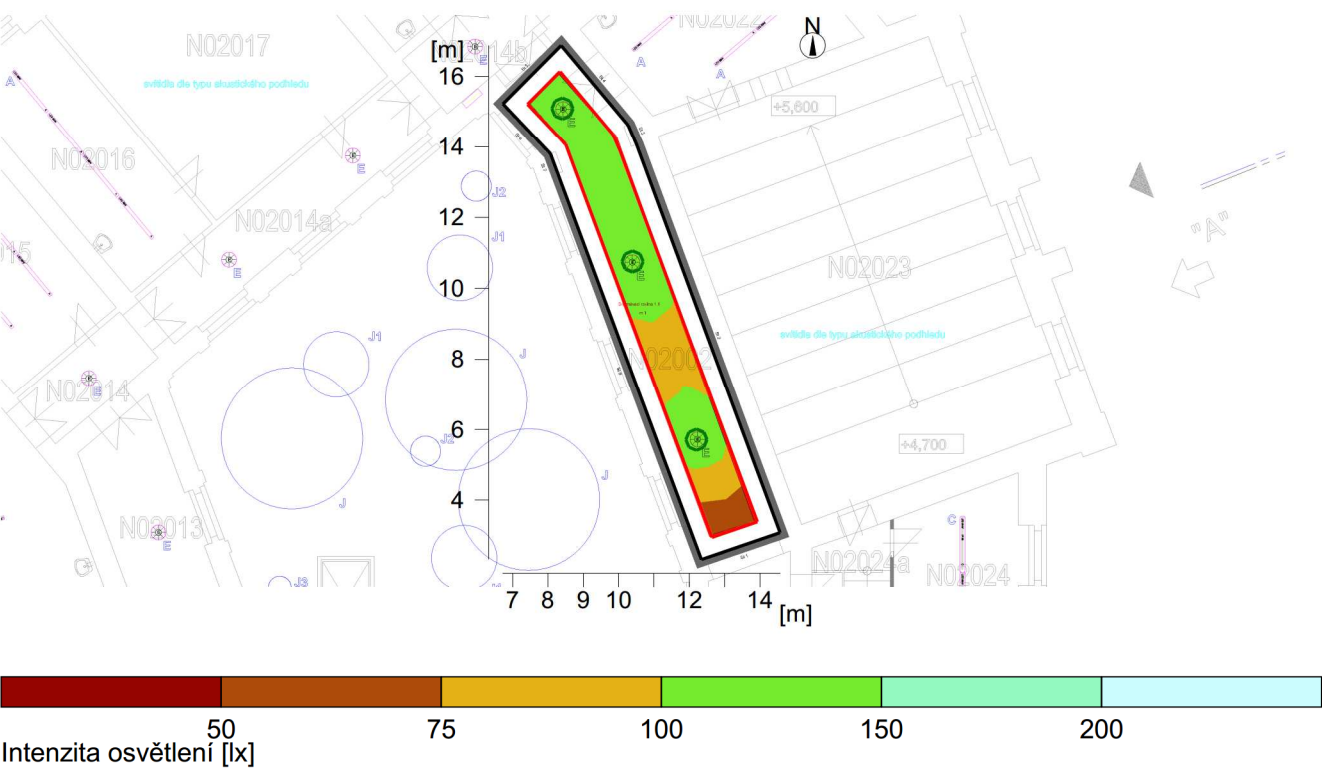 N02022
N
N02017
N02014b
[m]
E
A
A
16
svítidla dle typu akustického podhledu
A
E
+5,600
14
N02016
E
J2
12
N02014a
"A"
J1
E
N02023
10
E
J1
svítidla dle typu akustického podhledu
8
J
N02002
N02014
E
6
J2
E
+4,700
J
4
J
N02013
E
C
N02024a
N02024
J3
7 8 9 10 12 14
[m]
50 75 100 150 200
Intenzita osvětlení [lx]